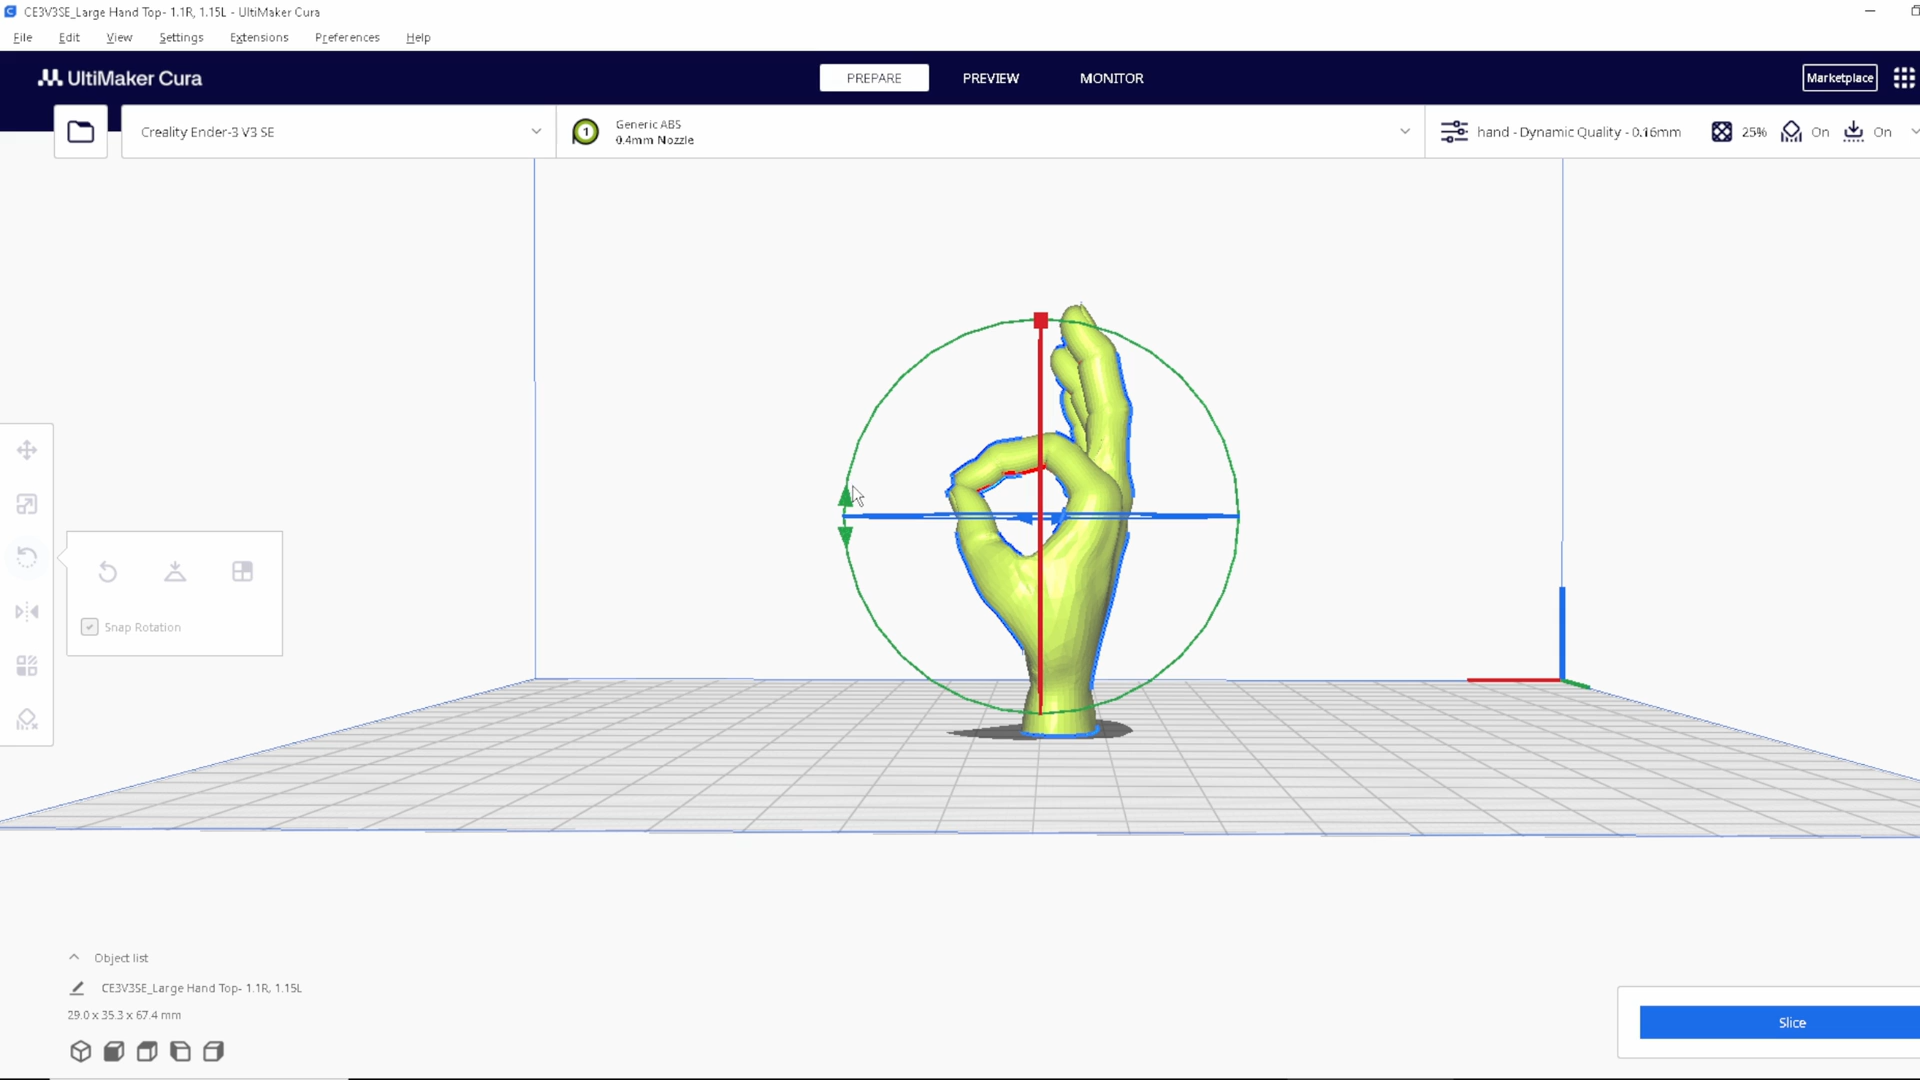 CE3V3SE_Large Hand Top- 1.1R, 1.15L - UltiMaker Cura
File Edit View Settings Extensions Preferences Help
UltiMaker Cura
PREPARE PREVIEW MONITOR
Marketplace
Creality Ender-3 V3 SE
1
Generic ABS
0.4mm Nozzle
hand - Dynamic Quality - 0.16mm
25%
On
On
Snap Rotation
Object list
CE3V3SE_Large Hand Top- 1.1R, 1.15L
29.0 x 35.3 x 67.4 mm
Slice